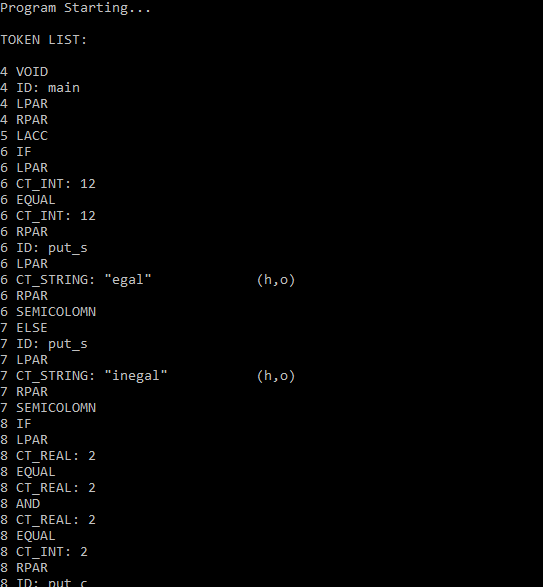 Program Starting...
TOKEN LIST:
4 VOID
4 ID: main
4 LPAR
4 RPAR
5 LACC
6 IF
6 LPAR
6 CT_INT: 12
6 EQUAL
6 CT_INT: 12
6 RPAR
6 ID: put_s
6 LPAR
6 CT_STRING: "egal" (h,o)
6 RPAR
6 SEMICOLOMN
7 ELSE
7 ID: put_s
7 LPAR
7 CT_STRING: "inegal" (h,o)
7 RPAR
7 SEMICOLOMN
8 IF
8 LPAR
8 CT_REAL: 2
8 EQUAL
8 CT_REAL: 2
8 AND
8 CT_REAL: 2
8 EQUAL
8 CT_INT: 2
8 RPAR
8 ID: put_c